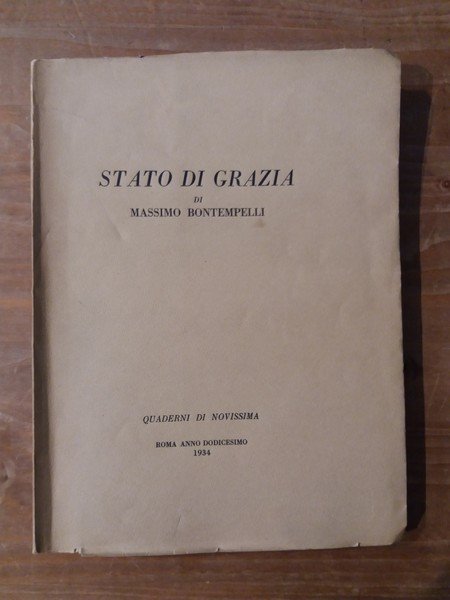 STATO DI GRAZIA
DI
MASSIMO BONTEMPELLI
QUADERNI DI NOVISSIMA
ROMA ANNO DODICESIMO
1934